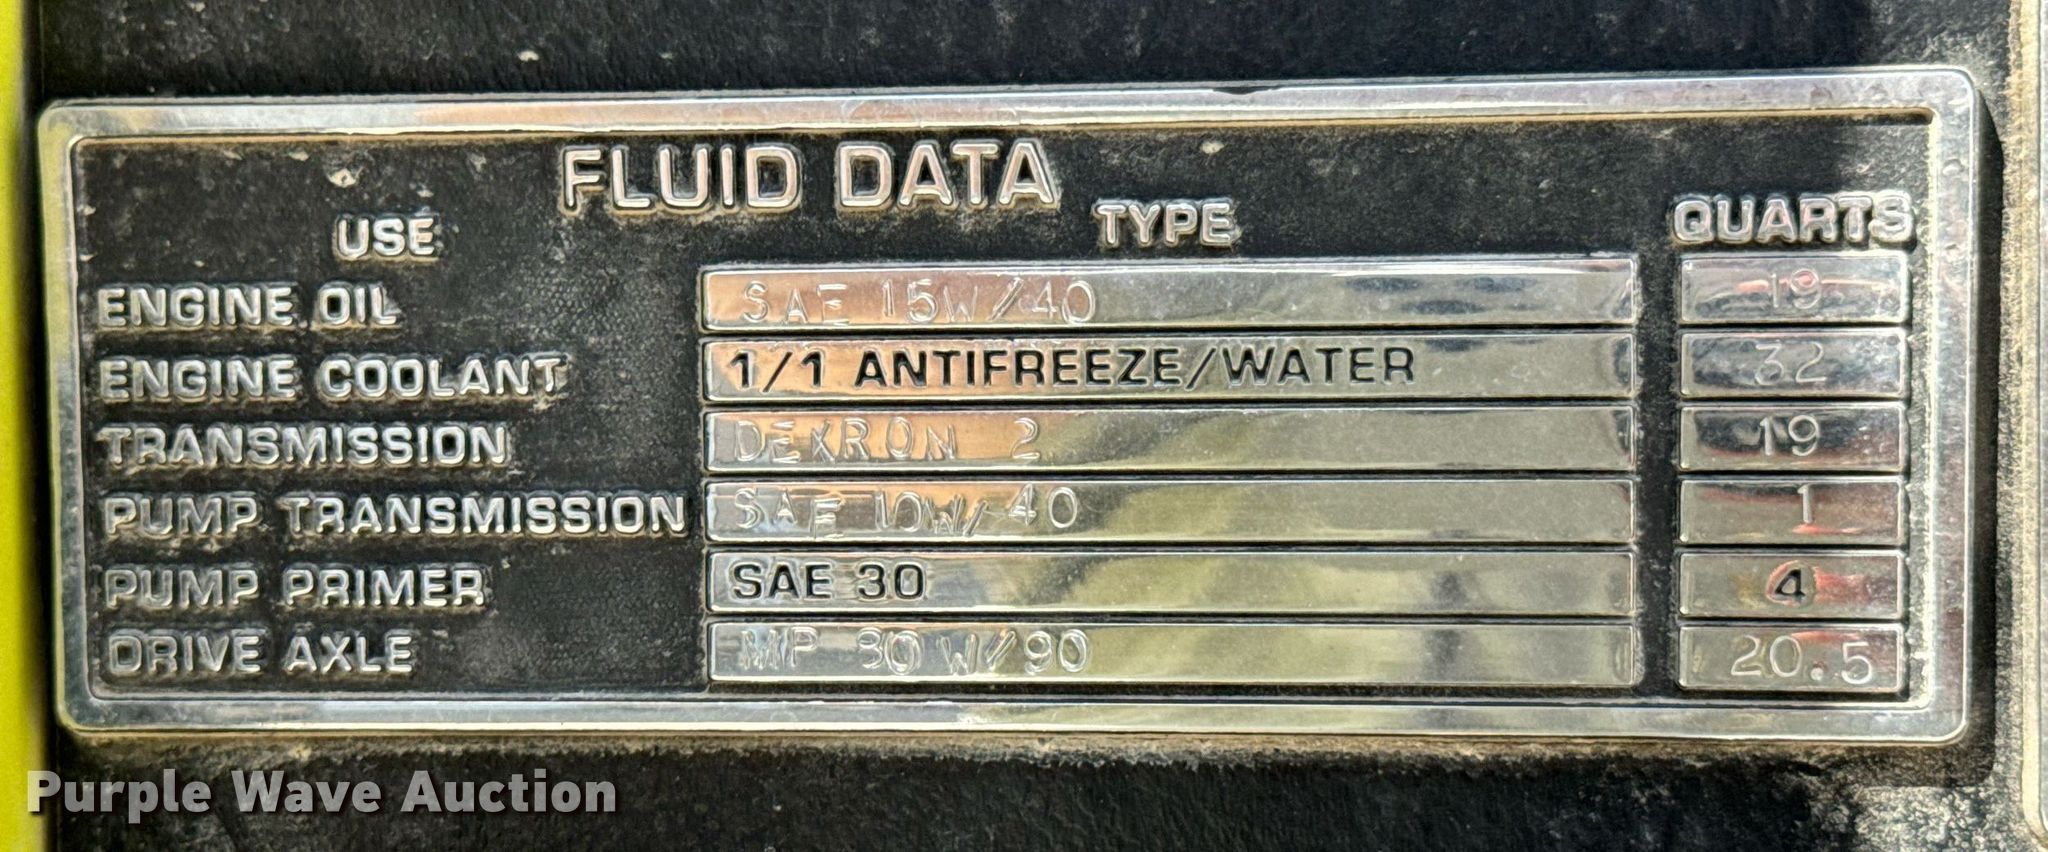 FLUID DATA
USE TYPE QUARTS
ENGINE OIL SAE 15W/40 19
ENGINE COOLANT 1/1 ANTIFREEZE/WATER 32
TRANSMISSION DEXRON 2 19
PUMP TRANSMISSION SAE 10W/40 1
PUMP PRIMER SAE 30 4
DRIVE AXLE MP 80W/90 20.5
Purple Wave Auction